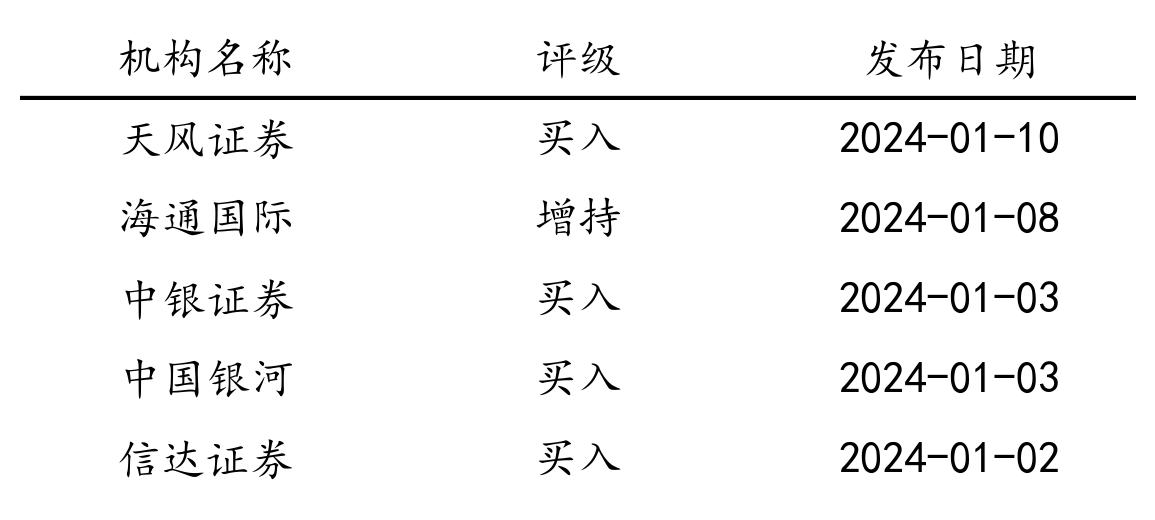 机构名称 评级 发布日期
天风证券 买入 2024-01-10
海通国际 增持 2024-01-08
中银证券 买入 2024-01-03
中国银河 买入 2024-01-03
信达证券 买入 2024-01-02